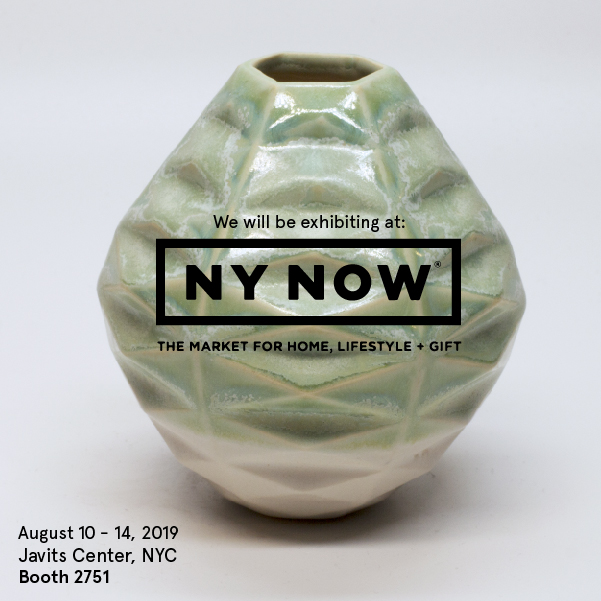 We will be exhibiting at:
NY NOW®
THE MARKET FOR HOME, LIFESTYLE + GIFT
August 10 - 14, 2019
Javits Center, NYC
Booth 2751